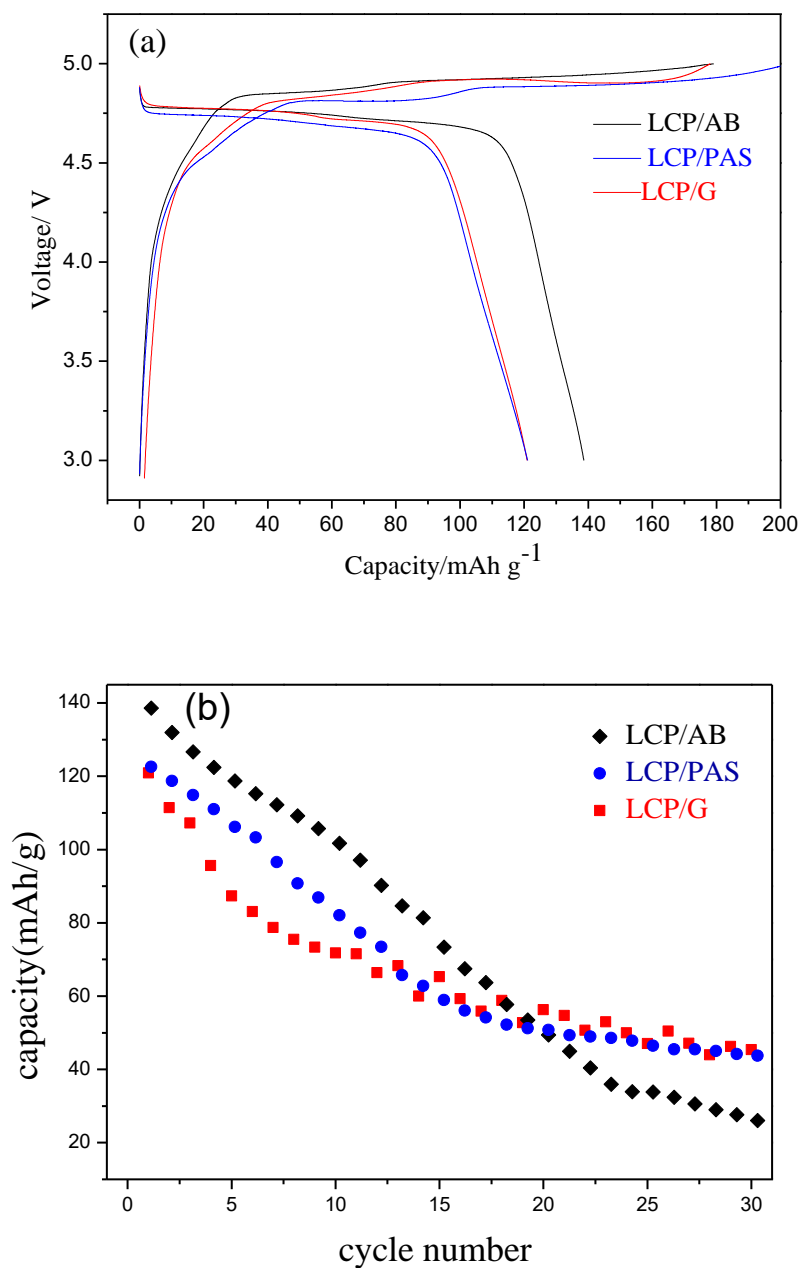 (a)
5.0
4.5
4.0
3.5
3.0
Voltage/ V
LCP/AB
LCP/PAS
LCP/G
0 20 40 60 80 100 120 140 160 180 200
Capacity/mAh g-1
(b)
140
120
100
80
60
40
20
capacity(mAh/g)
LCP/AB
LCP/PAS
LCP/G
0 5 10 15 20 25 30
cycle number